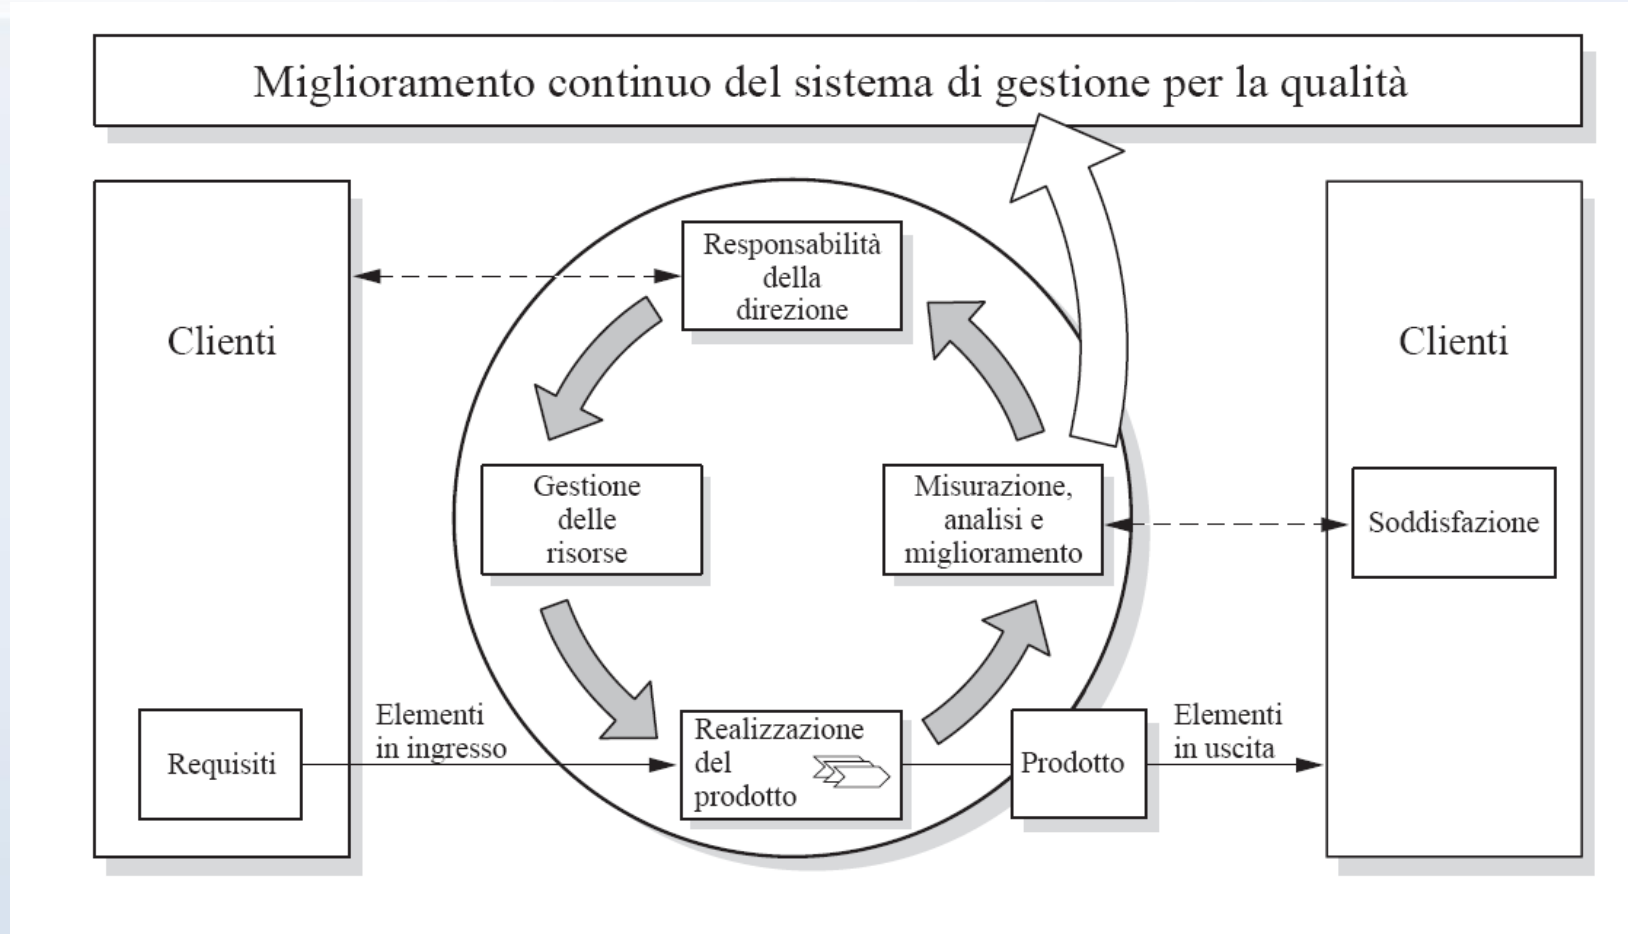 Miglioramento continuo del sistema di gestione per la qualità
Clienti
Responsabilità
della
direzione
Clienti
Gestione
delle
risorse
Misurazione,
analisi e
miglioramento
Soddisfazione
Requisiti
Elementi
in ingresso
Realizzazione
del
prodotto
Prodotto
Elementi
in uscita